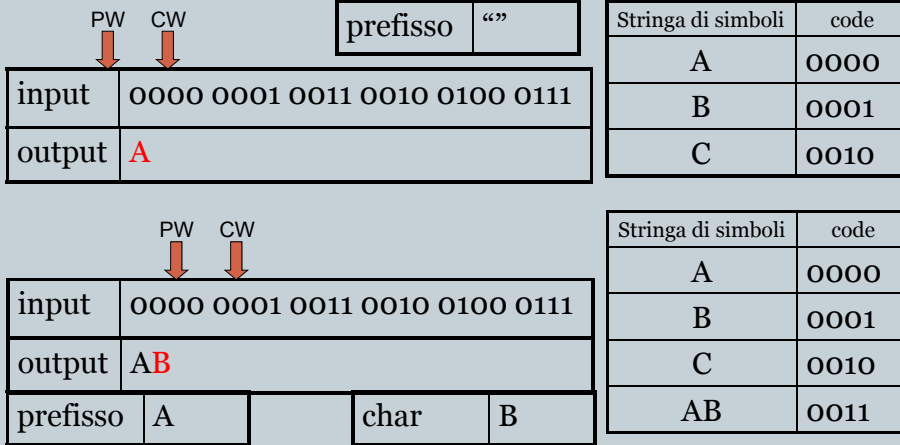 PW CW
prefisso “”
input 0000 0001 0011 0010 0100 0111
output A
Stringa di simboli code
A 0000
B 0001
C 0010
PW CW
input 0000 0001 0011 0010 0100 0111
output AB
prefisso A char B
Stringa di simboli code
A 0000
B 0001
C 0010
AB 0011